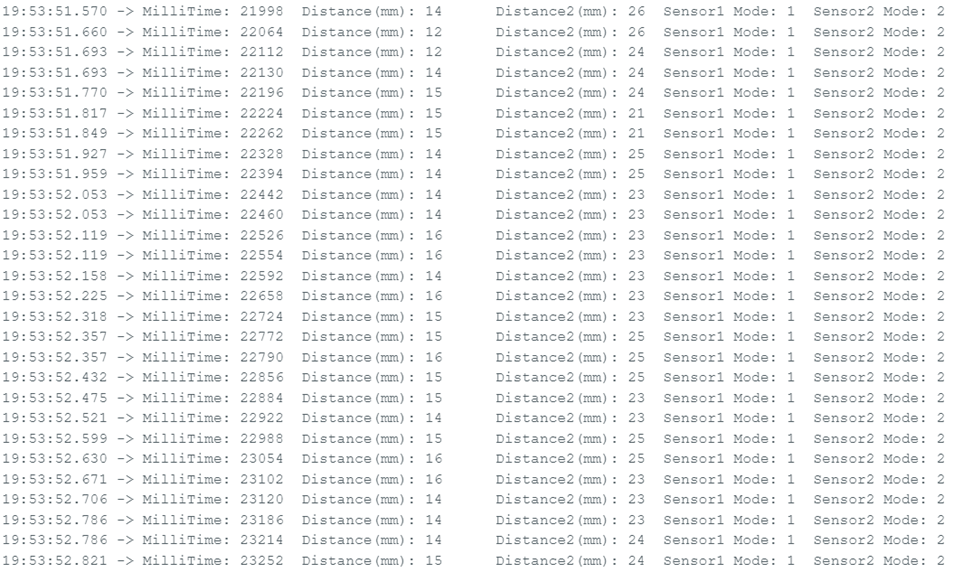 19:53:51.570 -> MilliTime: 21998 Distance(mm): 14 Distance2(mm): 26 Sensor1 Mode: 1 Sensor2 Mode: 2
19:53:51.660 -> MilliTime: 22064 Distance(mm): 12 Distance2(mm): 26 Sensor1 Mode: 1 Sensor2 Mode: 2
19:53:51.693 -> MilliTime: 22112 Distance(mm): 12 Distance2(mm): 24 Sensor1 Mode: 1 Sensor2 Mode: 2
19:53:51.693 -> MilliTime: 22130 Distance(mm): 14 Distance2(mm): 24 Sensor1 Mode: 1 Sensor2 Mode: 2
19:53:51.770 -> MilliTime: 22196 Distance(mm): 15 Distance2(mm): 24 Sensor1 Mode: 1 Sensor2 Mode: 2
19:53:51.817 -> MilliTime: 22224 Distance(mm): 15 Distance2(mm): 21 Sensor1 Mode: 1 Sensor2 Mode: 2
19:53:51.849 -> MilliTime: 22262 Distance(mm): 15 Distance2(mm): 21 Sensor1 Mode: 1 Sensor2 Mode: 2
19:53:51.927 -> MilliTime: 22328 Distance(mm): 14 Distance2(mm): 25 Sensor1 Mode: 1 Sensor2 Mode: 2
19:53:51.959 -> MilliTime: 22394 Distance(mm): 14 Distance2(mm): 25 Sensor1 Mode: 1 Sensor2 Mode: 2
19:53:52.053 -> MilliTime: 22442 Distance(mm): 14 Distance2(mm): 23 Sensor1 Mode: 1 Sensor2 Mode: 2
19:53:52.053 -> MilliTime: 22460 Distance(mm): 14 Distance2(mm): 23 Sensor1 Mode: 1 Sensor2 Mode: 2
19:53:52.119 -> MilliTime: 22526 Distance(mm): 16 Distance2(mm): 23 Sensor1 Mode: 1 Sensor2 Mode: 2
19:53:52.119 -> MilliTime: 22554 Distance(mm): 16 Distance2(mm): 23 Sensor1 Mode: 1 Sensor2 Mode: 2
19:53:52.158 -> MilliTime: 22592 Distance(mm): 14 Distance2(mm): 23 Sensor1 Mode: 1 Sensor2 Mode: 2
19:53:52.225 -> MilliTime: 22658 Distance(mm): 16 Distance2(mm): 23 Sensor1 Mode: 1 Sensor2 Mode: 2
19:53:52.318 -> MilliTime: 22724 Distance(mm): 15 Distance2(mm): 23 Sensor1 Mode: 1 Sensor2 Mode: 2
19:53:52.357 -> MilliTime: 22772 Distance(mm): 15 Distance2(mm): 25 Sensor1 Mode: 1 Sensor2 Mode: 2
19:53:52.357 -> MilliTime: 22790 Distance(mm): 16 Distance2(mm): 25 Sensor1 Mode: 1 Sensor2 Mode: 2
19:53:52.432 -> MilliTime: 22856 Distance(mm): 15 Distance2(mm): 25 Sensor1 Mode: 1 Sensor2 Mode: 2
19:53:52.475 -> MilliTime: 22884 Distance(mm): 15 Distance2(mm): 23 Sensor1 Mode: 1 Sensor2 Mode: 2
19:53:52.521 -> MilliTime: 22922 Distance(mm): 14 Distance2(mm): 23 Sensor1 Mode: 1 Sensor2 Mode: 2
19:53:52.599 -> MilliTime: 22988 Distance(mm): 15 Distance2(mm): 25 Sensor1 Mode: 1 Sensor2 Mode: 2
19:53:52.630 -> MilliTime: 23054 Distance(mm): 16 Distance2(mm): 25 Sensor1 Mode: 1 Sensor2 Mode: 2
19:53:52.671 -> MilliTime: 23102 Distance(mm): 16 Distance2(mm): 23 Sensor1 Mode: 1 Sensor2 Mode: 2
19:53:52.706 -> MilliTime: 23120 Distance(mm): 14 Distance2(mm): 23 Sensor1 Mode: 1 Sensor2 Mode: 2
19:53:52.786 -> MilliTime: 23186 Distance(mm): 14 Distance2(mm): 23 Sensor1 Mode: 1 Sensor2 Mode: 2
19:53:52.786 -> MilliTime: 23214 Distance(mm): 14 Distance2(mm): 24 Sensor1 Mode: 1 Sensor2 Mode: 2
19:53:52.821 -> MilliTime: 23252 Distance(mm): 15 Distance2(mm): 24 Sensor1 Mode: 1 Sensor2 Mode: 2